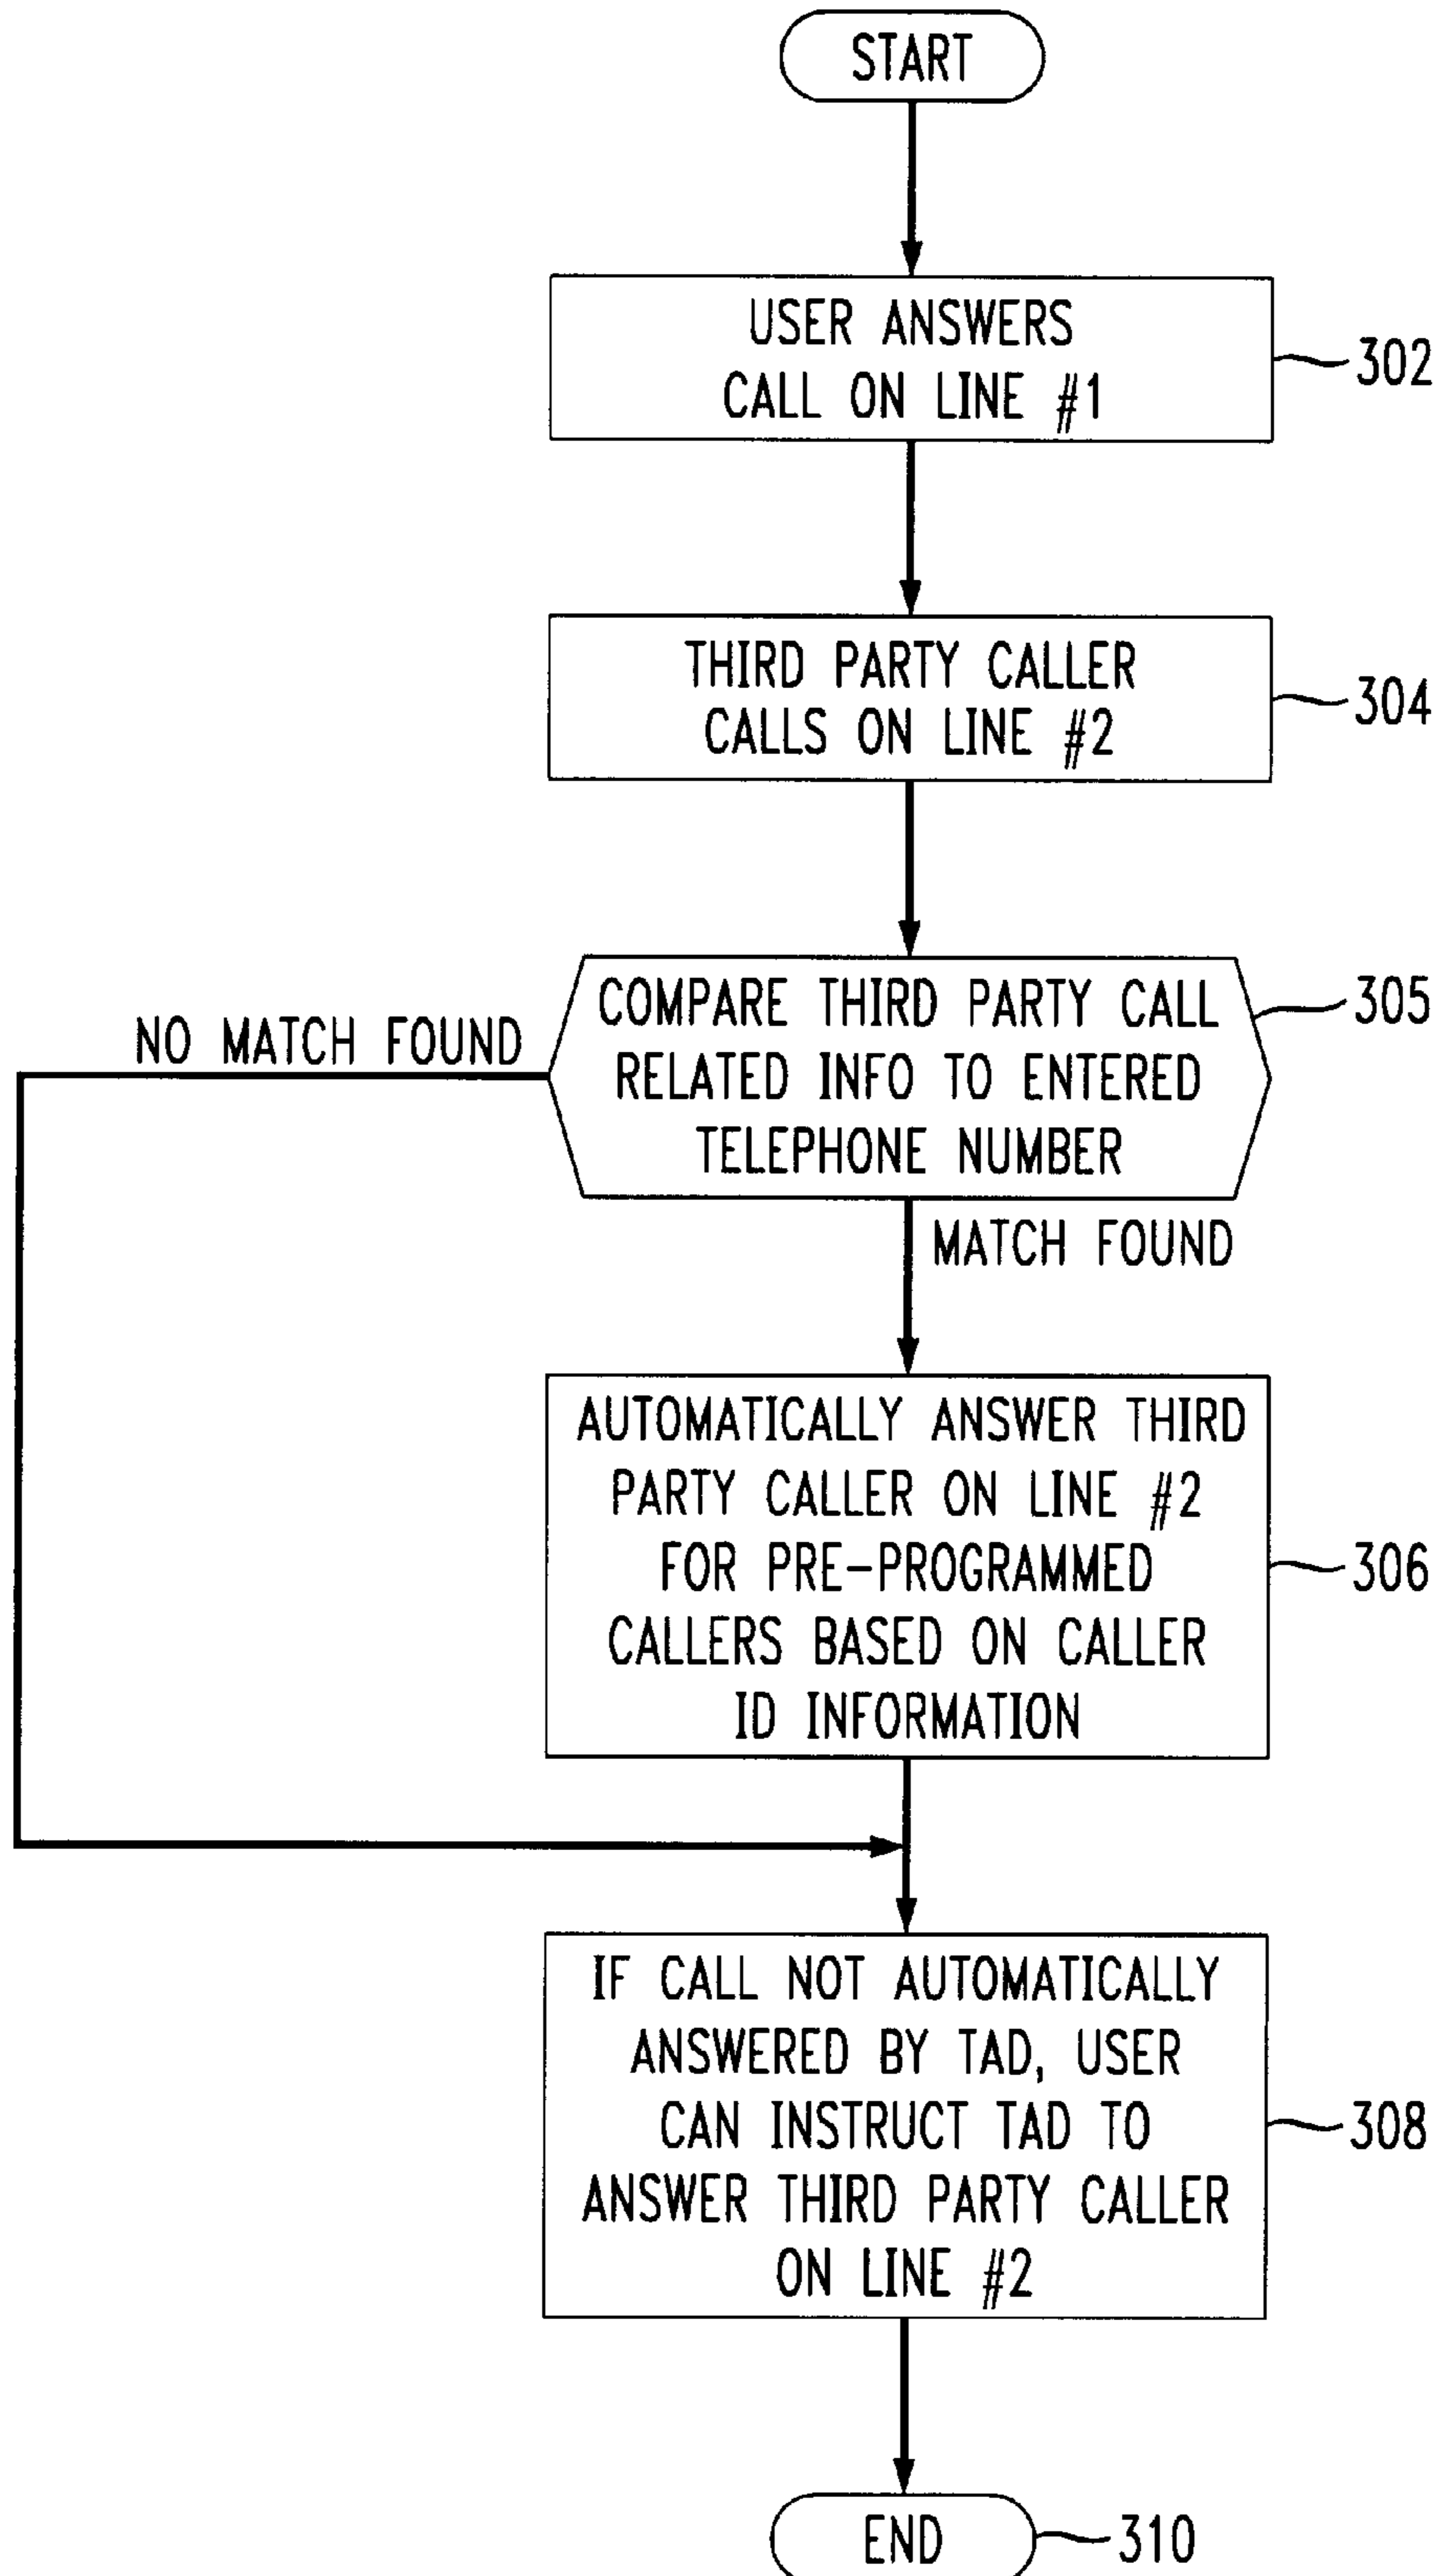 START
USER ANSWERS
CALL ON LINE #1
302
THIRD PARTY CALLER
CALLS ON LINE #2
304
COMPARE THIRD PARTY CALL
RELATED INFO TO ENTERED
TELEPHONE NUMBER
305
NO MATCH FOUND
MATCH FOUND
AUTOMATICALLY ANSWER THIRD
PARTY CALLER ON LINE #2
FOR PRE-PROGRAMMED
CALLERS BASED ON CALLER
ID INFORMATION
306
IF CALL NOT AUTOMATICALLY
ANSWERED BY TAD, USER
CAN INSTRUCT TAD TO
ANSWER THIRD PARTY CALLER
ON LINE #2
308
END
310